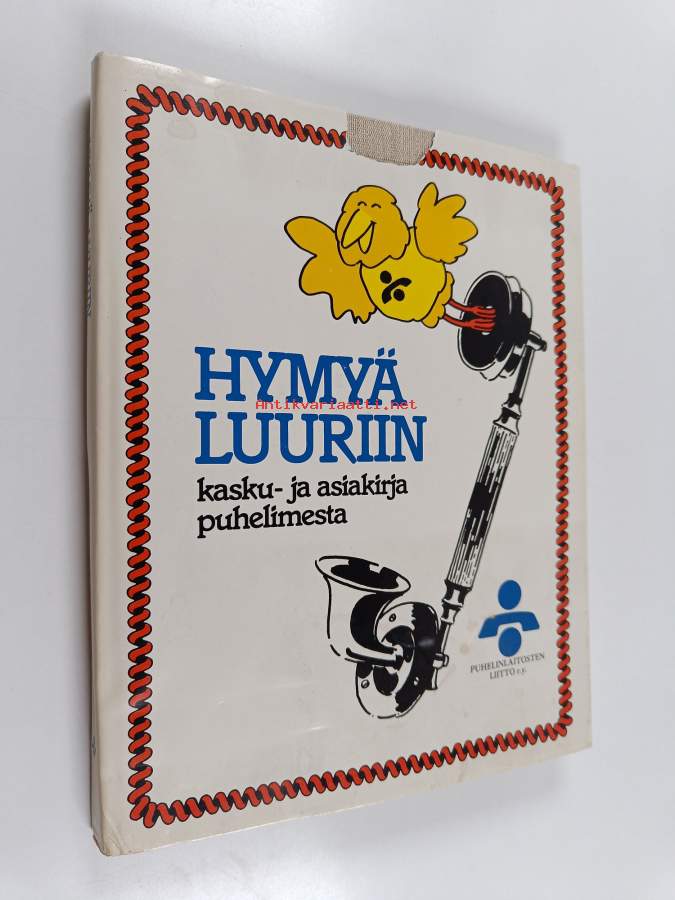 HYMYÄ
Antikvariaatti.net
LUURIIN
kasku- ja asiakirja
puhelimesta
PUHELINLAITOSTEN
LIITTO r.y.